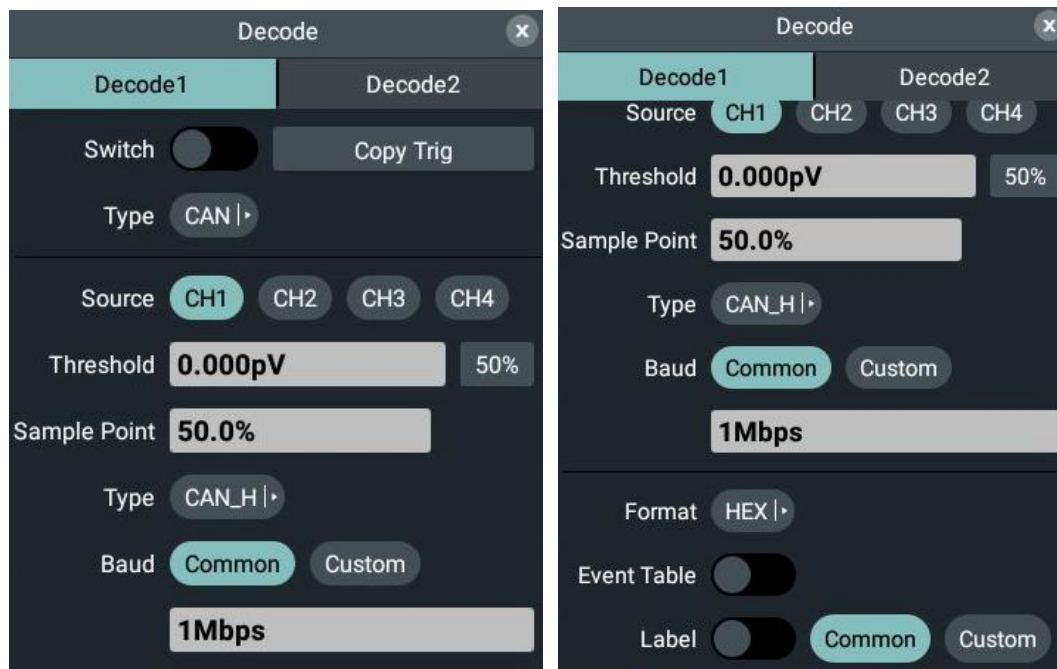 Decode x
Decode1 Decode2
Switch Copy Trig
Type CAN
Source CH1 CH2 CH3 CH4
Threshold 0.000pV 50%
Sample Point 50.0%
Type CAN_H
Baud Common Custom
1Mbps
Decode x
Decode1 Decode2
Source CH1 CH2 CH3 CH4
Threshold 0.000pV 50%
Sample Point 50.0%
Type CAN_H
Baud Common Custom
1Mbps
Format HEX
Event Table
Label Common Custom